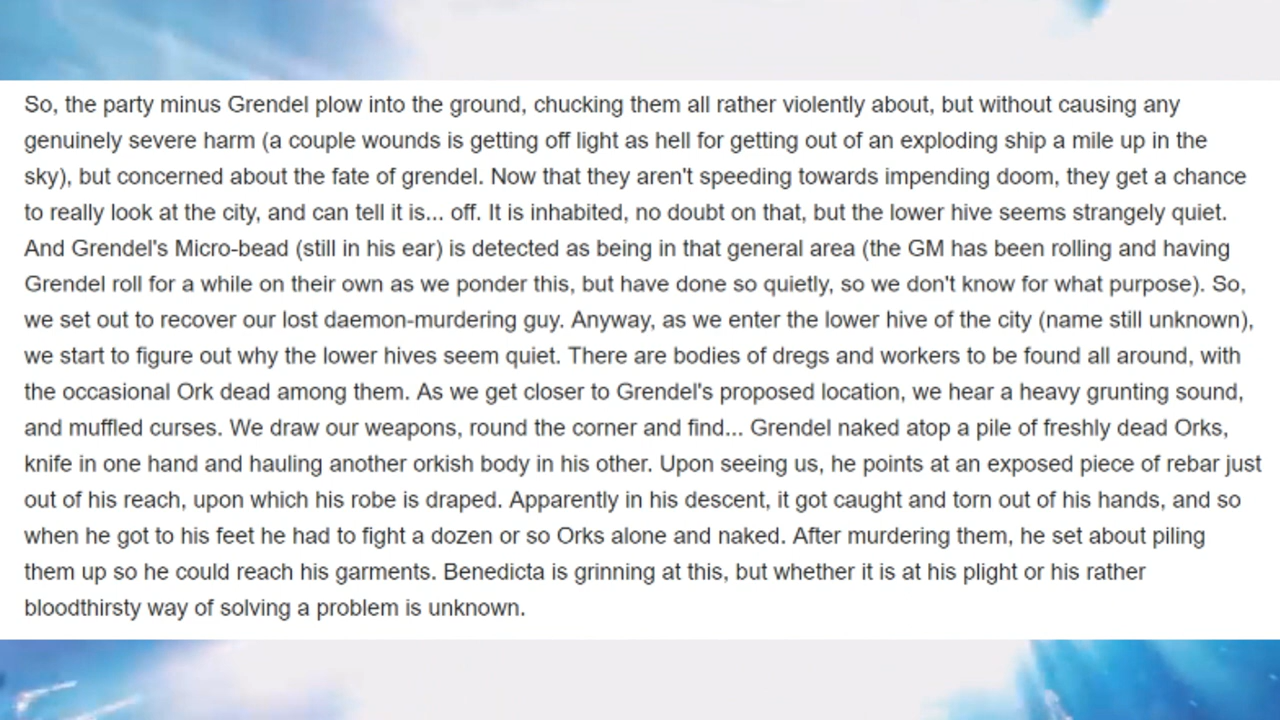 So, the party minus Grendel plow into the ground, chucking them all rather violently about, but without causing any
genuinely severe harm (a couple wounds is getting off light as hell for getting out of an exploding ship a mile up in the
sky), but concerned about the fate of grendel. Now that they aren't speeding towards impending doom, they get a chance
to really look at the city, and can tell it is... off. It is inhabited, no doubt on that, but the lower hive seems strangely quiet.
And Grendel's Micro-bead (still in his ear) is detected as being in that general area (the GM has been rolling and having
Grendel roll for a while on their own as we ponder this, but have done so quietly, so we don't know for what purpose). So,
we set out to recover our lost daemon-murdering guy. Anyway, as we enter the lower hive of the city (name still unknown),
we start to figure out why the lower hives seem quiet. There are bodies of dregs and workers to be found all around, with
the occasional Ork dead among them. As we get closer to Grendel's proposed location, we hear a heavy grunting sound,
and muffled curses. We draw our weapons, round the corner and find... Grendel naked atop a pile of freshly dead Orks,
knife in one hand and hauling another orkish body in his other. Upon seeing us, he points at an exposed piece of rebar just
out of his reach, upon which his robe is draped. Apparently in his descent, it got caught and torn out of his hands, and so
when he got to his feet he had to fight a dozen or so Orks alone and naked. After murdering them, he set about piling
them up so he could reach his garments. Benedicta is grinning at this, but whether it is at his plight or his rather
bloodthirsty way of solving a problem is unknown.